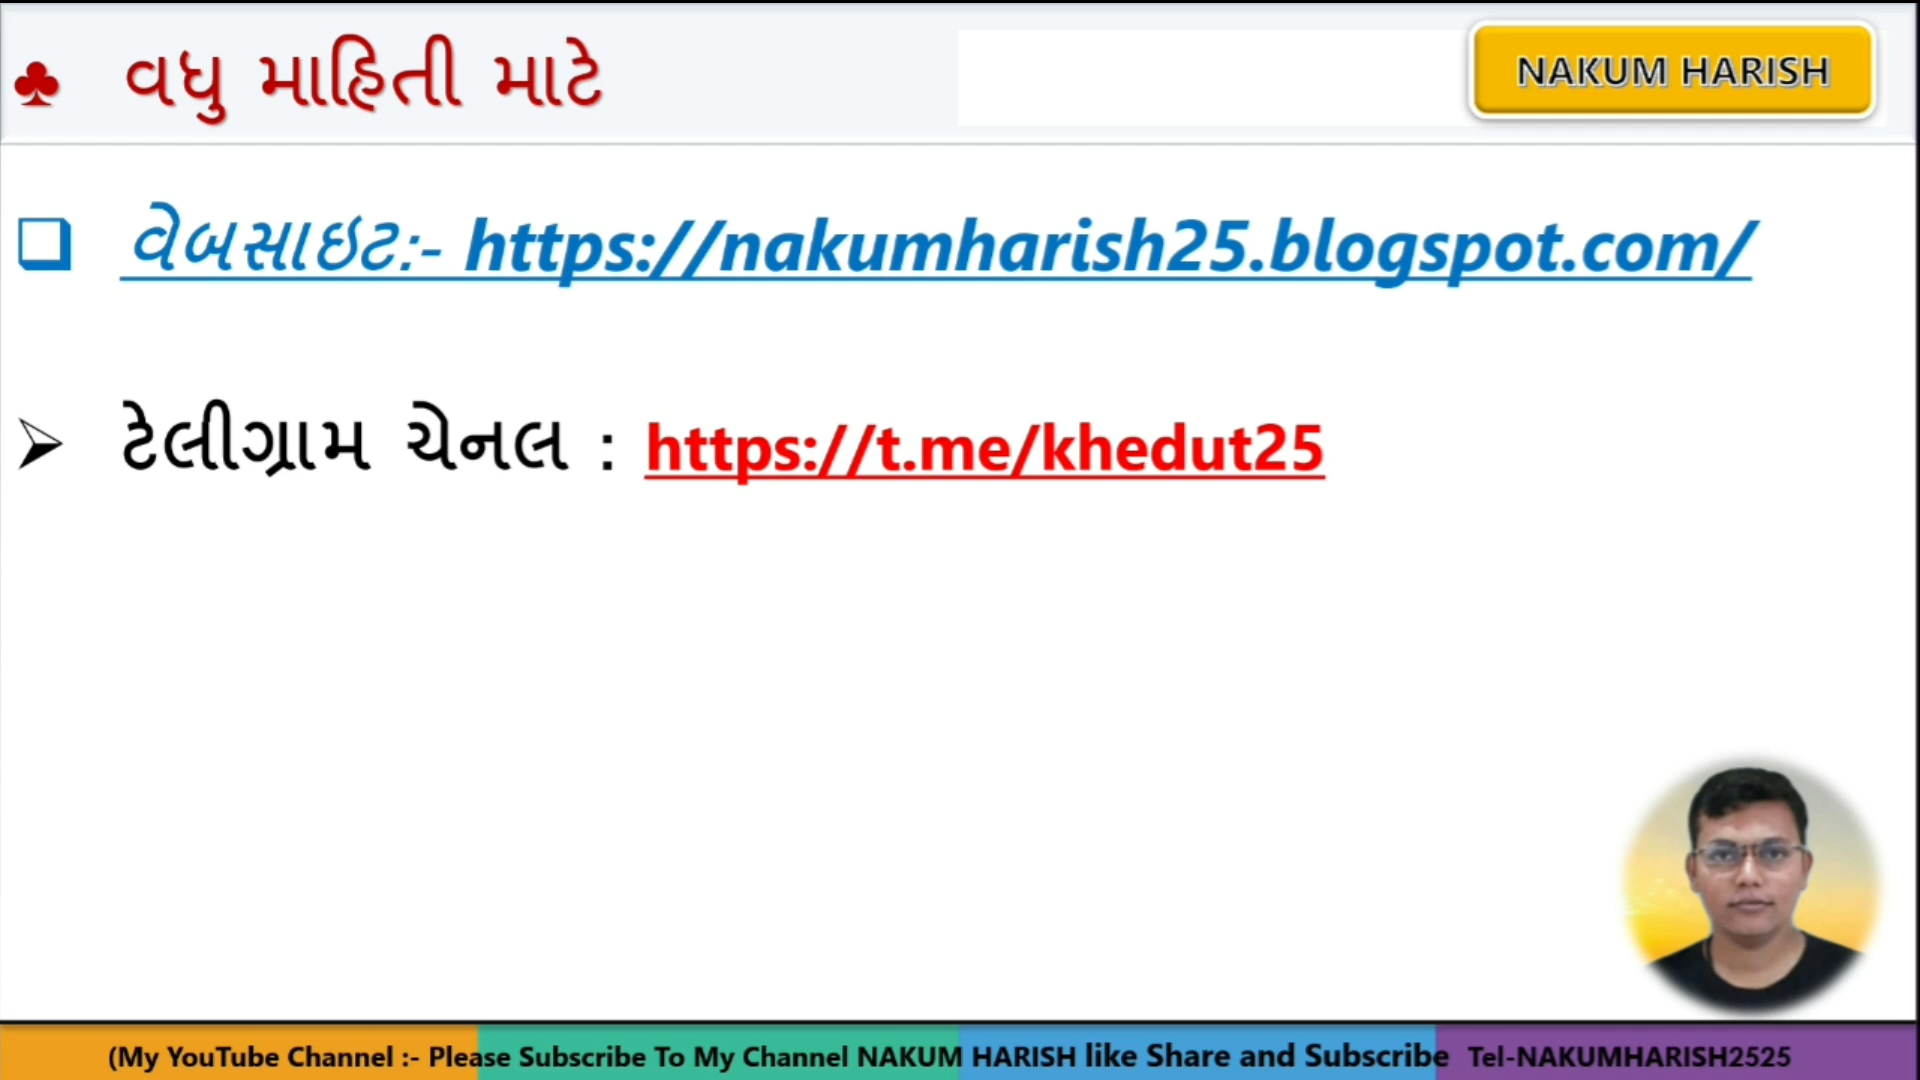 ♣ વધુ માહિતી માટે
NAKUM HARISH
❑ વેબસાઇટ:- https://nakumharish25.blogspot.com/
➢ ટેલીગ્રામ ચેનલ : https://t.me/khedut25
(My YouTube Channel :- Please Subscribe To My Channel NAKUM HARISH like Share and Subscribe Tel-NAKUMHARISH2525